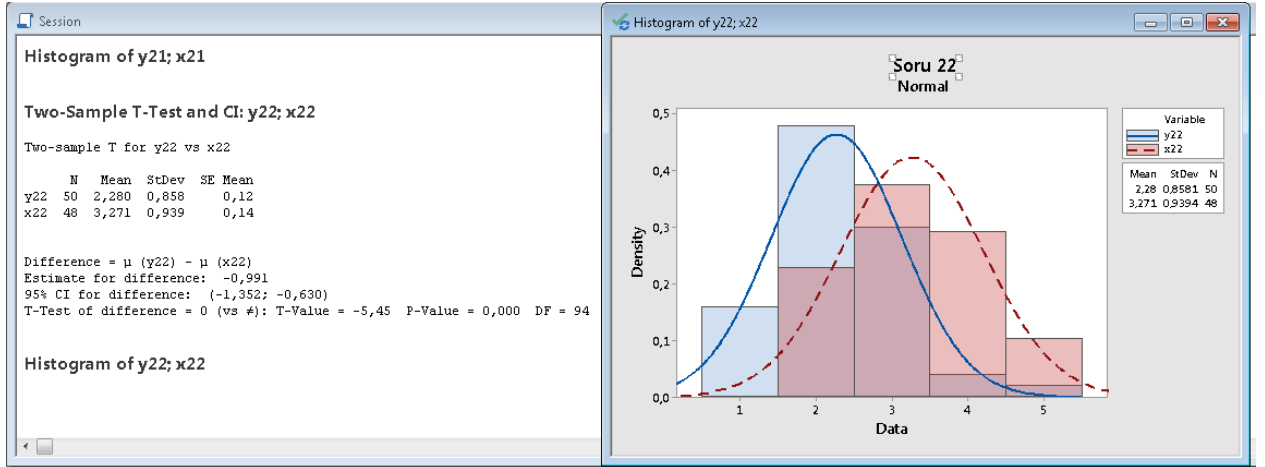 Session
Histogram of y21; x21
Two-Sample T-Test and CI: y22; x22
Two-sample T for y22 vs x22
N Mean StDev SE Mean
y22 50 2,280 0,858 0,12
x22 48 3,271 0,939 0,14
Difference = μ (y22) - μ (x22)
Estimate for difference: -0,991
95% CI for difference: (-1,352; -0,630)
T-Test of difference = 0 (vs ≠): T-Value = -5,45 P-Value = 0,000 DF = 94
Histogram of y22; x22
Histogram of y22; x22
Soru 22
Normal
0,5
0,4
0,3
0,2
0,1
0,0
Density
1 2 3 4 5
Data
Variable
y22
x22
Mean StDev N
2,28 0,8581 50
3,271 0,9394 48